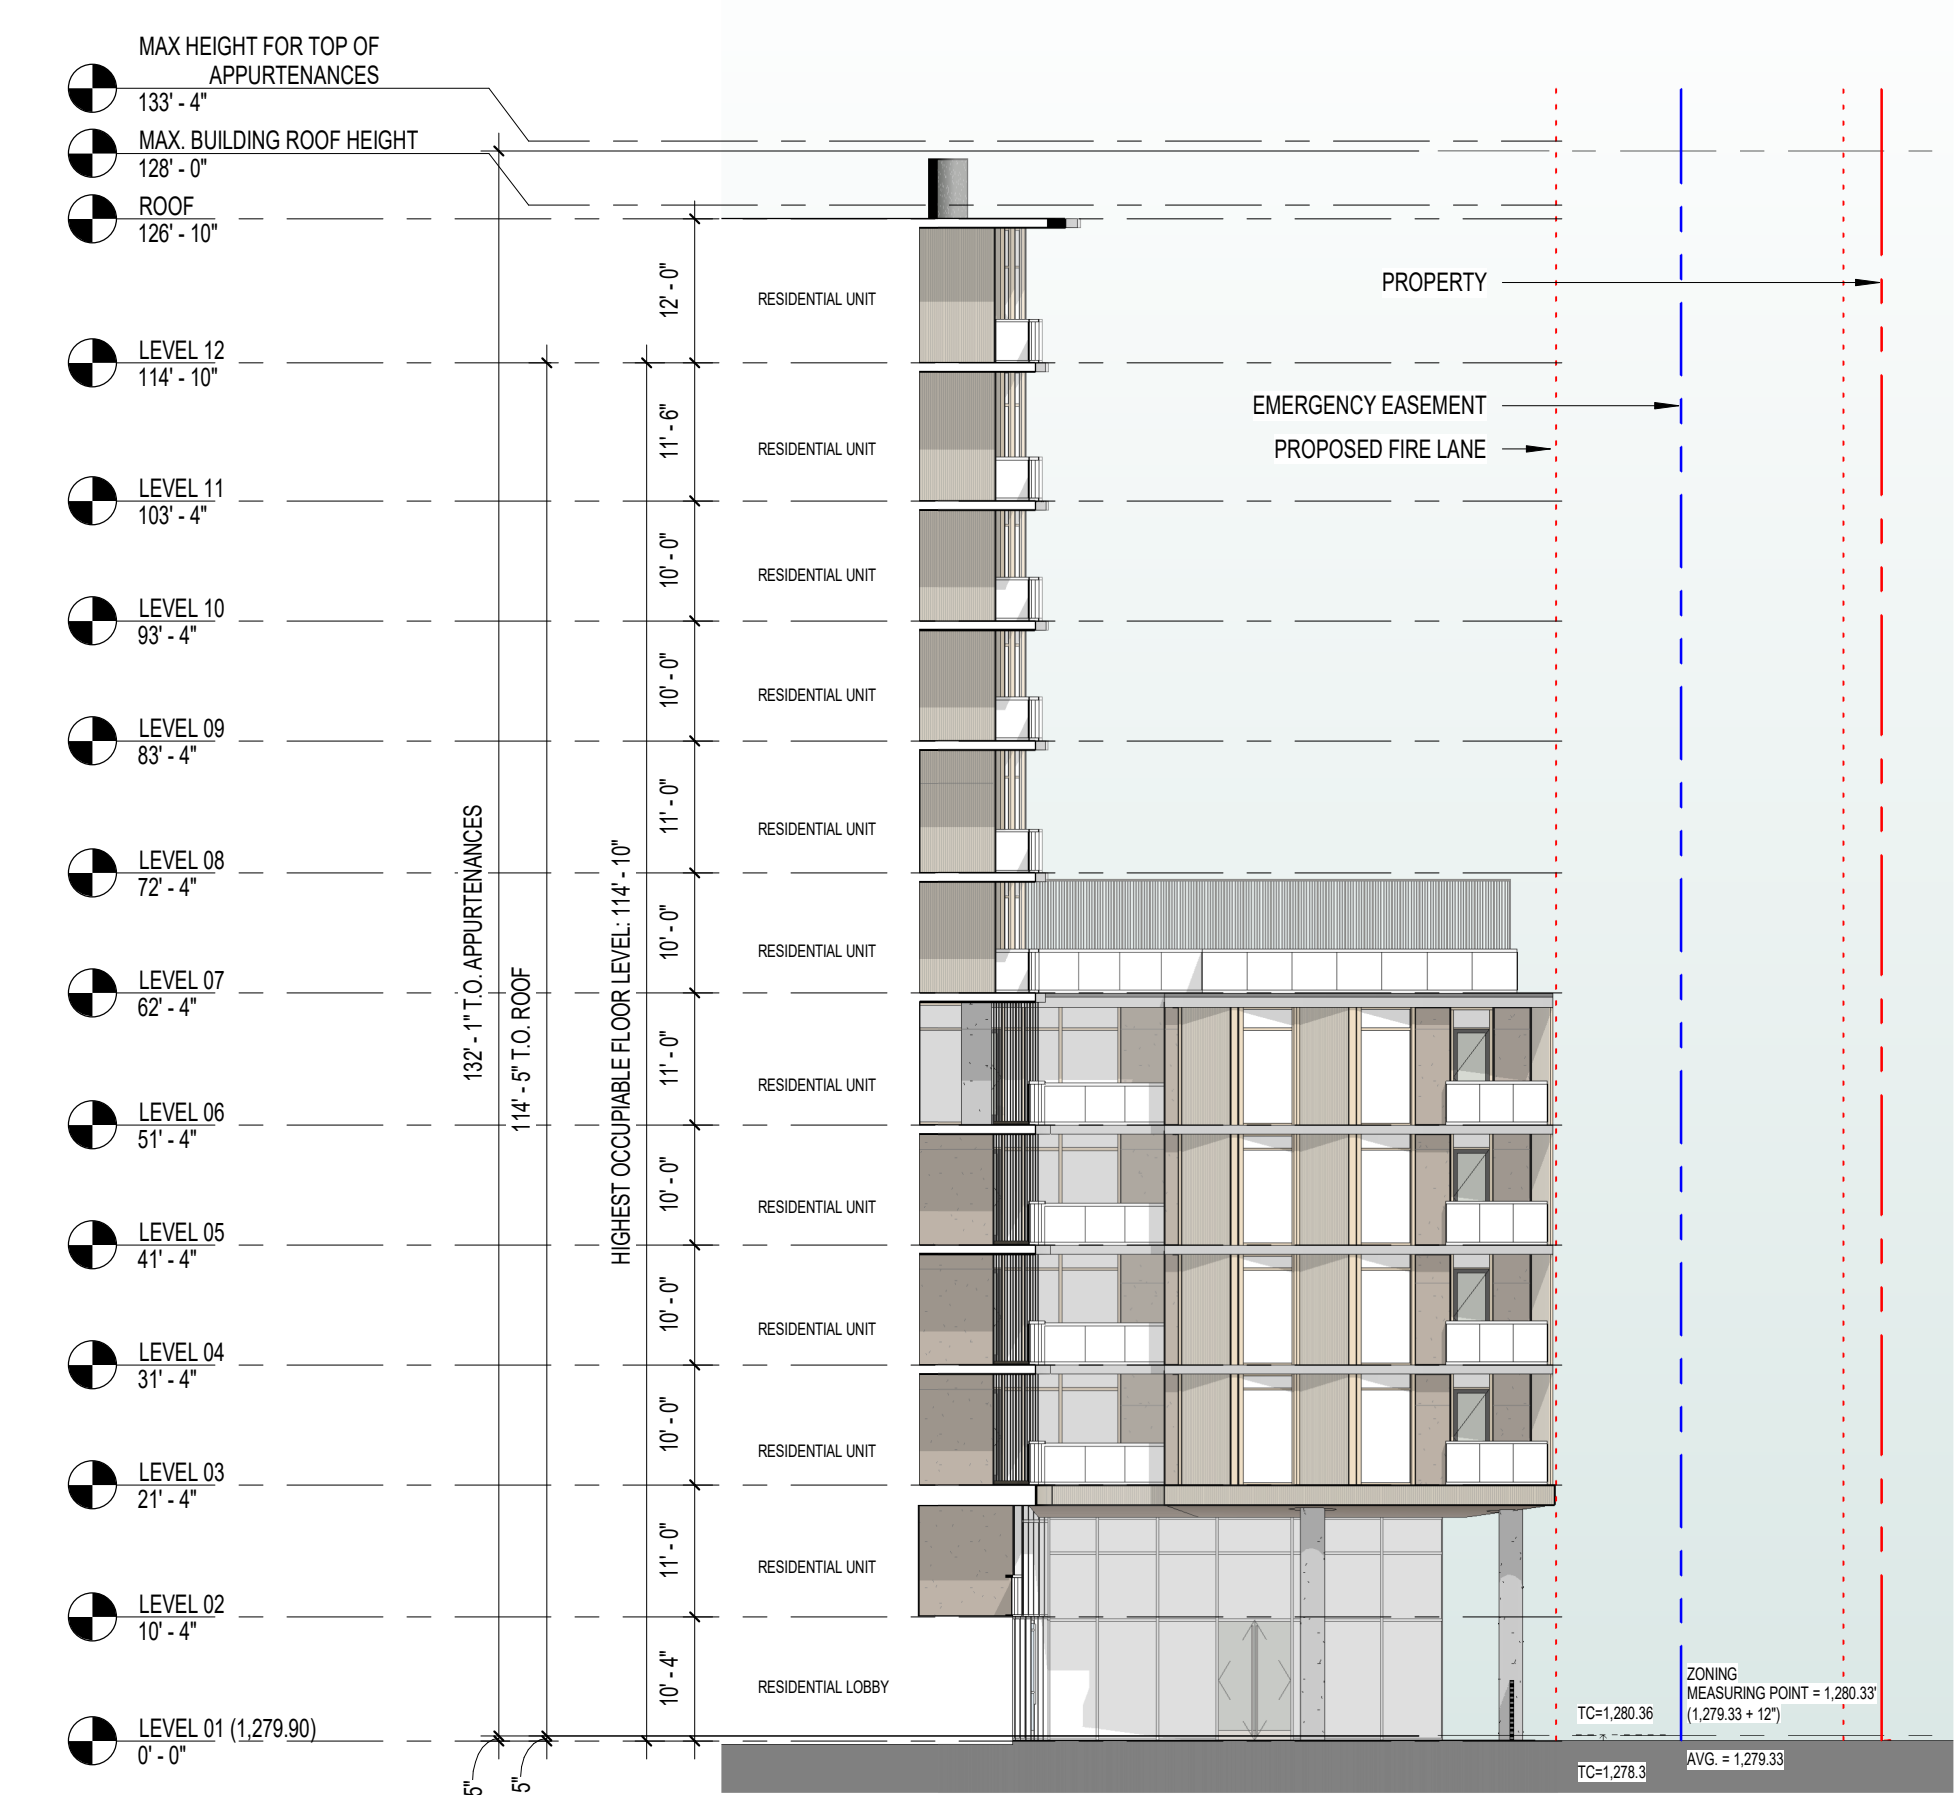 MAX HEIGHT FOR TOP OF
APPURTENANCES
133' - 4"
MAX. BUILDING ROOF HEIGHT
128' - 0"
ROOF
126' - 10"
12' - 0"
RESIDENTIAL UNIT
PROPERTY
LEVEL 12
114' - 10"
11' - 6"
RESIDENTIAL UNIT
EMERGENCY EASEMENT
PROPOSED FIRE LANE
LEVEL 11
103' - 4"
10' - 0"
RESIDENTIAL UNIT
LEVEL 10
93' - 4"
10' - 0"
RESIDENTIAL UNIT
LEVEL 09
83' - 4"
11' - 0"
RESIDENTIAL UNIT
LEVEL 08
72' - 4"
10' - 0"
RESIDENTIAL UNIT
132' - 1" T.O. APPURTENANCES
114' - 5" T.O. ROOF
HIGHEST OCCUPIABLE FLOOR LEVEL: 114' - 10"
LEVEL 07
62' - 4"
11' - 0"
RESIDENTIAL UNIT
LEVEL 06
51' - 4"
10' - 0"
RESIDENTIAL UNIT
LEVEL 05
41' - 4"
10' - 0"
RESIDENTIAL UNIT
LEVEL 04
31' - 4"
10' - 0"
RESIDENTIAL UNIT
LEVEL 03
21' - 4"
11' - 0"
RESIDENTIAL UNIT
LEVEL 02
10' - 4"
10' - 4"
RESIDENTIAL LOBBY
LEVEL 01 (1,279.90)
0' - 0"
5"
5"
ZONING
MEASURING POINT = 1,280.33'
(1,279.33 + 12")
TC=1,280.36
AVG. = 1,279.33
TC=1,278.3